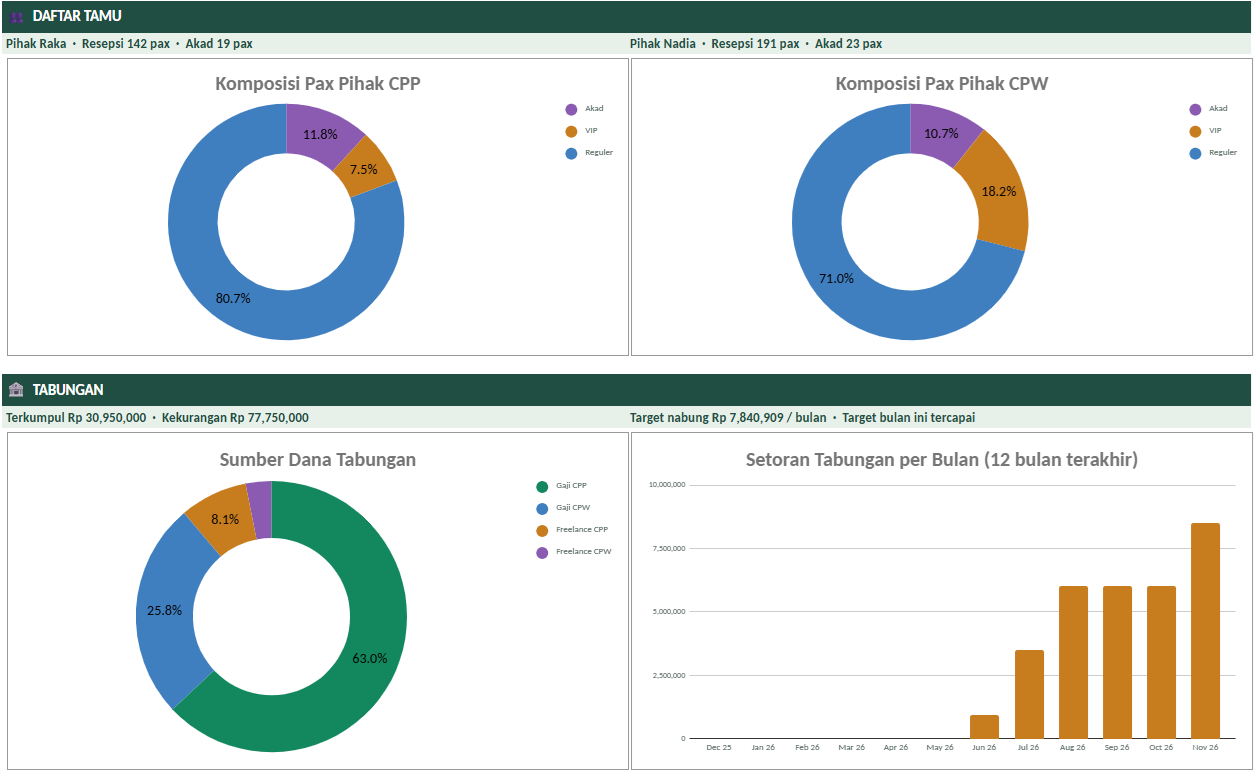 DAFTAR TAMU
Pihak Raka · Resepsi 142 pax · Akad 19 pax
Pihak Nadia · Resepsi 191 pax · Akad 23 pax
Komposisi Pax Pihak CPP
Akad
VIP
Reguler
11.8%
7.5%
80.7%
Komposisi Pax Pihak CPW
Akad
VIP
Reguler
10.7%
18.2%
71.0%
TABUNGAN
Terkumpul Rp 30,950,000 · Kekurangan Rp 77,750,000
Target nabung Rp 7,840,909 / bulan · Target bulan ini tercapai
Sumber Dana Tabungan
Gaji CPP
Gaji CPW
Freelance CPP
Freelance CPW
8.1%
25.8%
63.0%
Setoran Tabungan per Bulan (12 bulan terakhir)
10,000,000
7,500,000
5,000,000
2,500,000
0
Dec 25 Jan 26 Feb 26 Mar 26 Apr 26 May 26 Jun 26 Jul 26 Aug 26 Sep 26 Oct 26 Nov 26